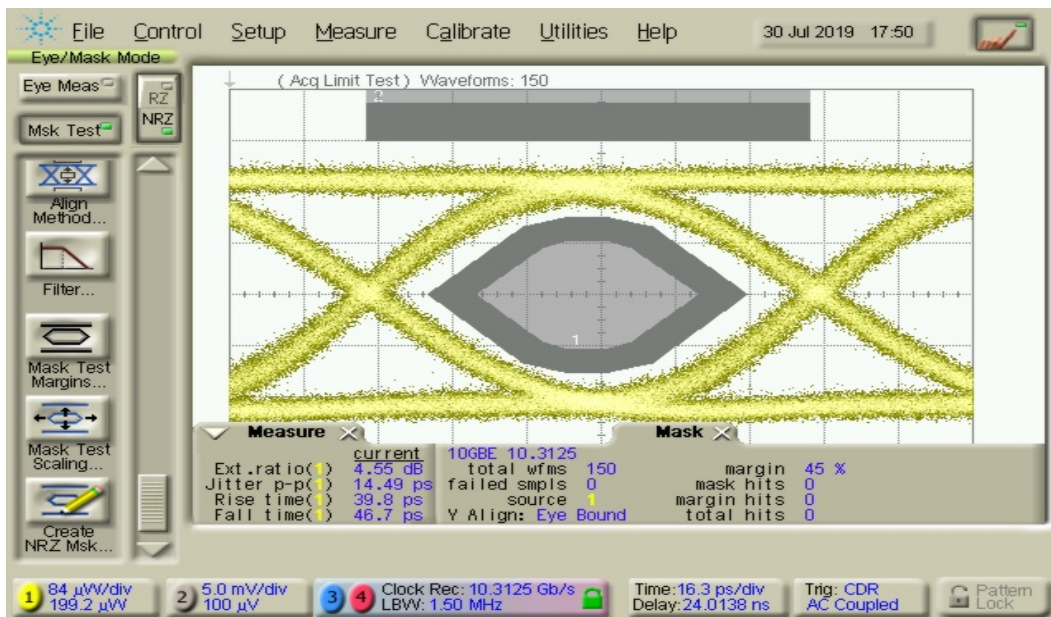 File Control Setup Measure Calibrate Utilities Help 30 Jul 2019 17:50
Eye/Mask Mode
Eye Meas
RZ
NRZ
Msk Test
Align
Method...
Filter...
Mask Test
Margins...
Mask Test
Scaling...
Create
NRZ Msk...
( Acq Limit Test ) Waveforms: 150
2
1
Measure
current
Ext.ratio(1) 4.55 dB
Jitter p-p(1) 14.49 ps
Rise time(1) 39.8 ps
Fall time(1) 46.7 ps
Mask
10GBE 10.3125
total wfms 150 margin 45 %
failed smpls 0 mask hits 0
source 1 margin hits 0
Y Align: Eye Bound total hits 0
1 84 µW/div
199.2 µW
2 5.0 mV/div
100 µV
3 4 Clock Rec: 10.3125 Gb/s
LBW: 1.50 MHz
Time:16.3 ps/div
Delay:24.0138 ns
Trig: CDR
AC Coupled
Pattern
Lock